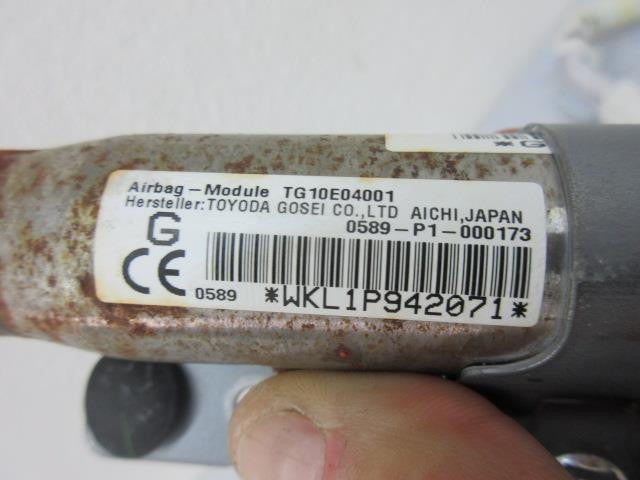 *G
Airbag-Module TG10E04001
Hersteller:TOYODA GOSEI CO.,LTD AICHI,JAPAN
0589-P1-000173
G
CE 0589
*WKL1P942071*